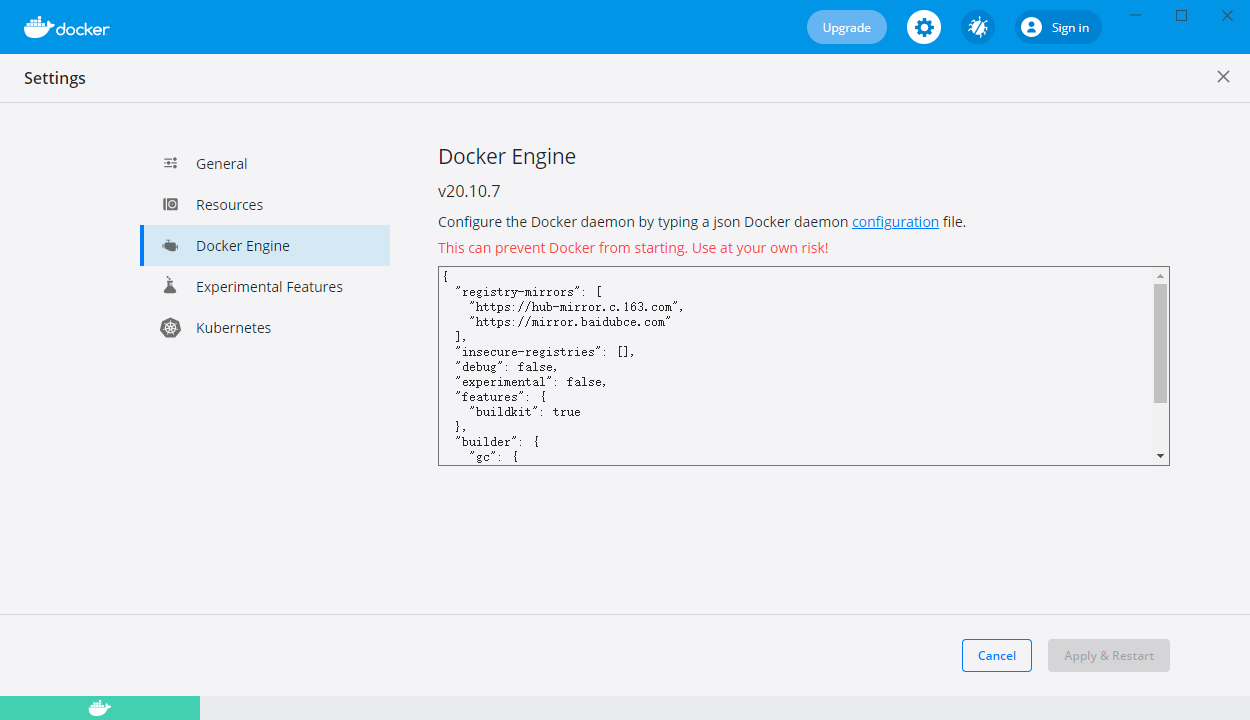 docker
Upgrade
Sign in
Settings
General
Resources
Docker Engine
Experimental Features
Kubernetes
Docker Engine
v20.10.7
Configure the Docker daemon by typing a json Docker daemon configuration file.
This can prevent Docker from starting. Use at your own risk!
{
  "registry-mirrors": [
    "https://hub-mirror.c.163.com",
    "https://mirror.baidubce.com"
  ],
  "insecure-registries": [],
  "debug": false,
  "experimental": false,
  "features": {
    "buildkit": true
  },
  "builder": {
    "gc": {
Cancel
Apply & Restart